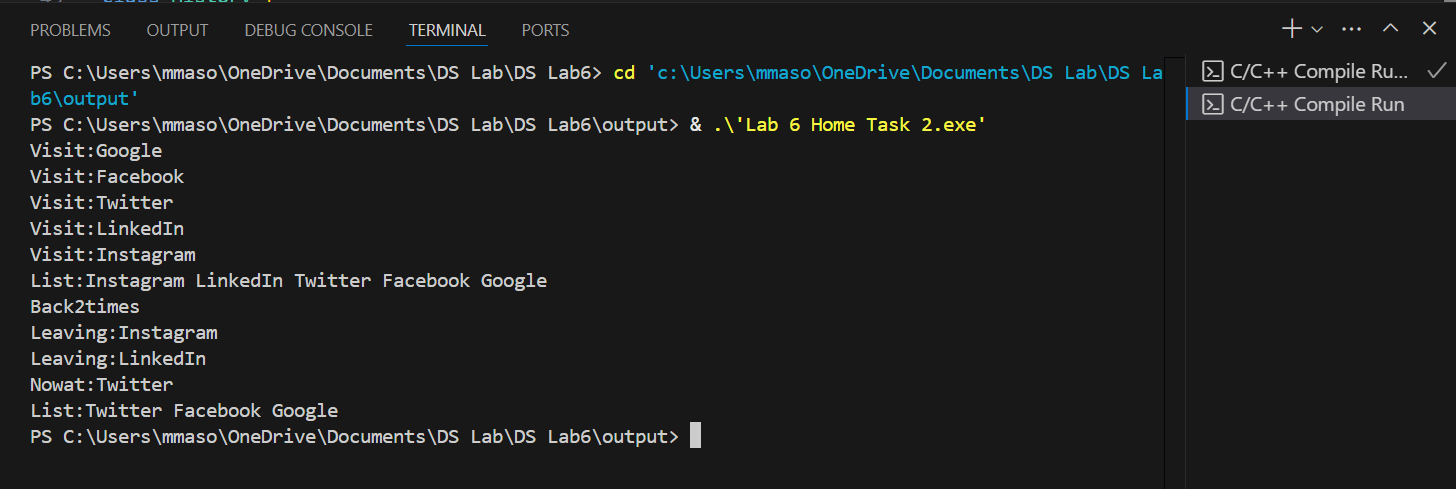 PROBLEMS OUTPUT DEBUG CONSOLE TERMINAL PORTS
PS C:\Users\mmaso\OneDrive\Documents\DS Lab\DS Lab6> cd 'c:\Users\mmaso\OneDrive\Documents\DS Lab\DS La
b6\output'
PS C:\Users\mmaso\OneDrive\Documents\DS Lab\DS Lab6\output> & .\'Lab 6 Home Task 2.exe'
Visit:Google
Visit:Facebook
Visit:Twitter
Visit:LinkedIn
Visit:Instagram
List:Instagram LinkedIn Twitter Facebook Google
Back2times
Leaving:Instagram
Leaving:LinkedIn
Nowat:Twitter
List:Twitter Facebook Google
PS C:\Users\mmaso\OneDrive\Documents\DS Lab\DS Lab6\output>
C/C++ Compile Ru...
C/C++ Compile Run